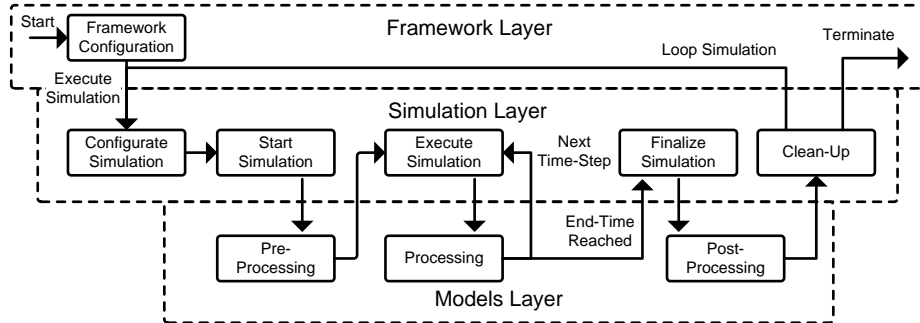 Start
Framework
Configuration
Framework Layer
Loop Simulation
Terminate
Execute
Simulation
Simulation Layer
Configurate
Simulation
Start
Simulation
Execute
Simulation
Next
Time-Step
Finalize
Simulation
Clean-Up
Pre-
Processing
Processing
End-Time
Reached
Post-
Processing
Models Layer